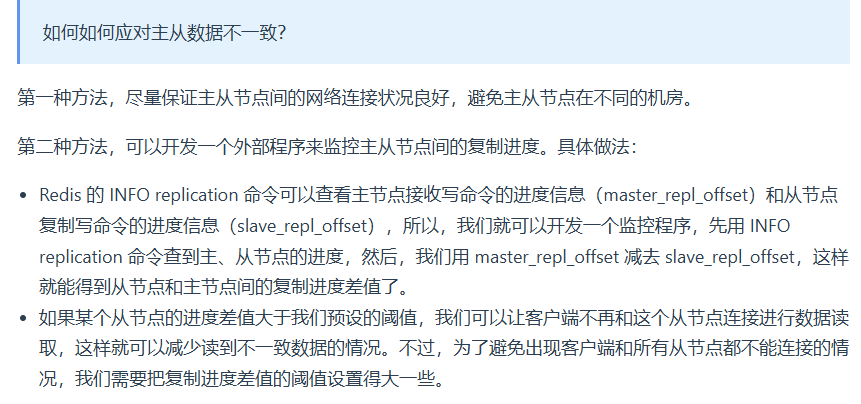 如何如何应对主从数据不一致？
第一种方法，尽量保证主从节点间的网络连接状况良好，避免主从节点在不同的机房。
第二种方法，可以开发一个外部程序来监控主从节点间的复制进度。具体做法：
• Redis 的 INFO replication 命令可以查看主节点接收写命令的进度信息（master_repl_offset）和从节点
复制写命令的进度信息（slave_repl_offset），所以，我们就可以开发一个监控程序，先用 INFO
replication 命令查到主、从节点的进度，然后，我们用 master_repl_offset 减去 slave_repl_offset，这样
就能得到从节点和主节点间的复制进度差值了。
• 如果某个从节点的进度差值大于我们预设的阈值，我们可以让客户端不再和这个从节点连接进行数据读
取，这样就可以减少读到不一致数据的情况。不过，为了避免出现客户端和所有从节点都不能连接的情
况，我们需要把复制进度差值的阈值设置得大一些。